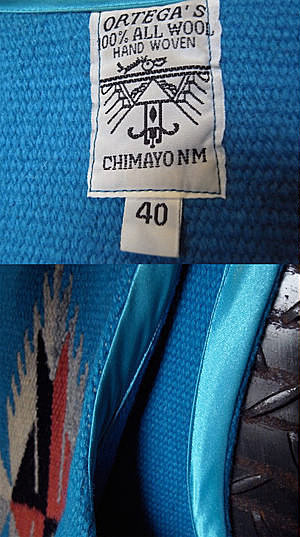 ORTEGA'S
100% ALL WOOL
HAND WOVEN
CHIMAYO NM
40